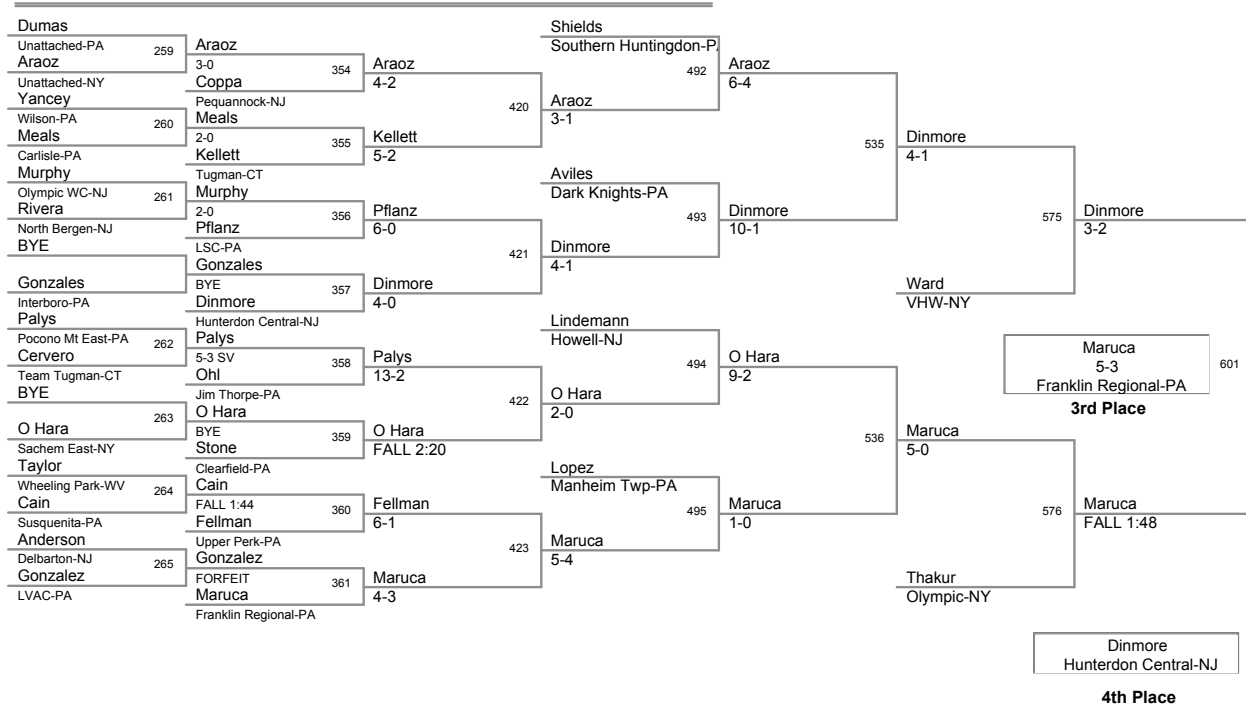 Dumas
Unattached-PA
259
Araoz
Unattached-NY
Yancey
Wilson-PA
260
Meals
Carlisle-PA
Murphy
Olympic WC-NJ
261
Rivera
North Bergen-NJ
BYE
Gonzales
Interboro-PA
Palys
Pocono Mt East-PA
262
Cervero
Team Tugman-CT
BYE
263
O Hara
Sachem East-NY
Taylor
Wheeling Park-WV
264
Cain
Susquenita-PA
Anderson
Delbarton-NJ
265
Gonzalez
LVAC-PA
Araoz
3-0
354
Coppa
Pequannock-NJ
Meals
2-0
355
Kellett
Tugman-CT
Murphy
2-0
356
Pflanz
LSC-PA
Gonzales
BYE
357
Dinmore
Hunterdon Central-NJ
Palys
5-3 SV
358
Ohl
Jim Thorpe-PA
O Hara
BYE
359
Stone
Clearfield-PA
Cain
FALL 1:44
360
Fellman
Upper Perk-PA
Gonzalez
FORFEIT
361
Maruca
Franklin Regional-PA
Araoz
4-2
420
Kellett
5-2
Pflanz
6-0
421
Dinmore
4-0
Palys
13-2
422
O Hara
FALL 2:20
Fellman
6-1
423
Maruca
4-3
Shields
Southern Huntingdon-PA
492
Araoz
3-1
Aviles
Dark Knights-PA
493
Dinmore
4-1
Lindemann
Howell-NJ
494
O Hara
2-0
Lopez
Manheim Twp-PA
495
Maruca
5-4
Araoz
6-4
535
Dinmore
10-1
O Hara
9-2
536
Maruca
1-0
Dinmore
4-1
575
Ward
VHW-NY
Maruca
5-0
576
Thakur
Olympic-NY
Dinmore
3-2
Maruca
5-3
601
Franklin Regional-PA
3rd Place
Maruca
FALL 1:48
Dinmore
Hunterdon Central-NJ
4th Place